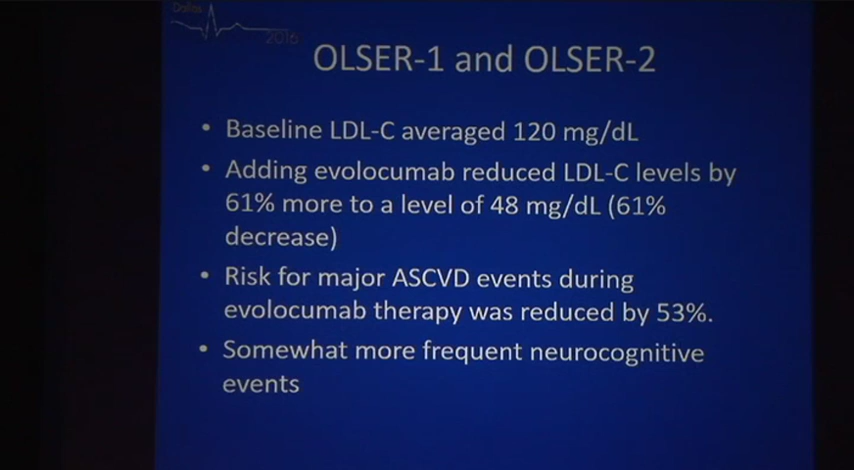 Dallas
2016
OLSER-1 and OLSER-2
• Baseline LDL-C averaged 120 mg/dL
• Adding evolocumab reduced LDL-C levels by
61% more to a level of 48 mg/dL (61%
decrease)
• Risk for major ASCVD events during
evolocumab therapy was reduced by 53%.
• Somewhat more frequent neurocognitive
events